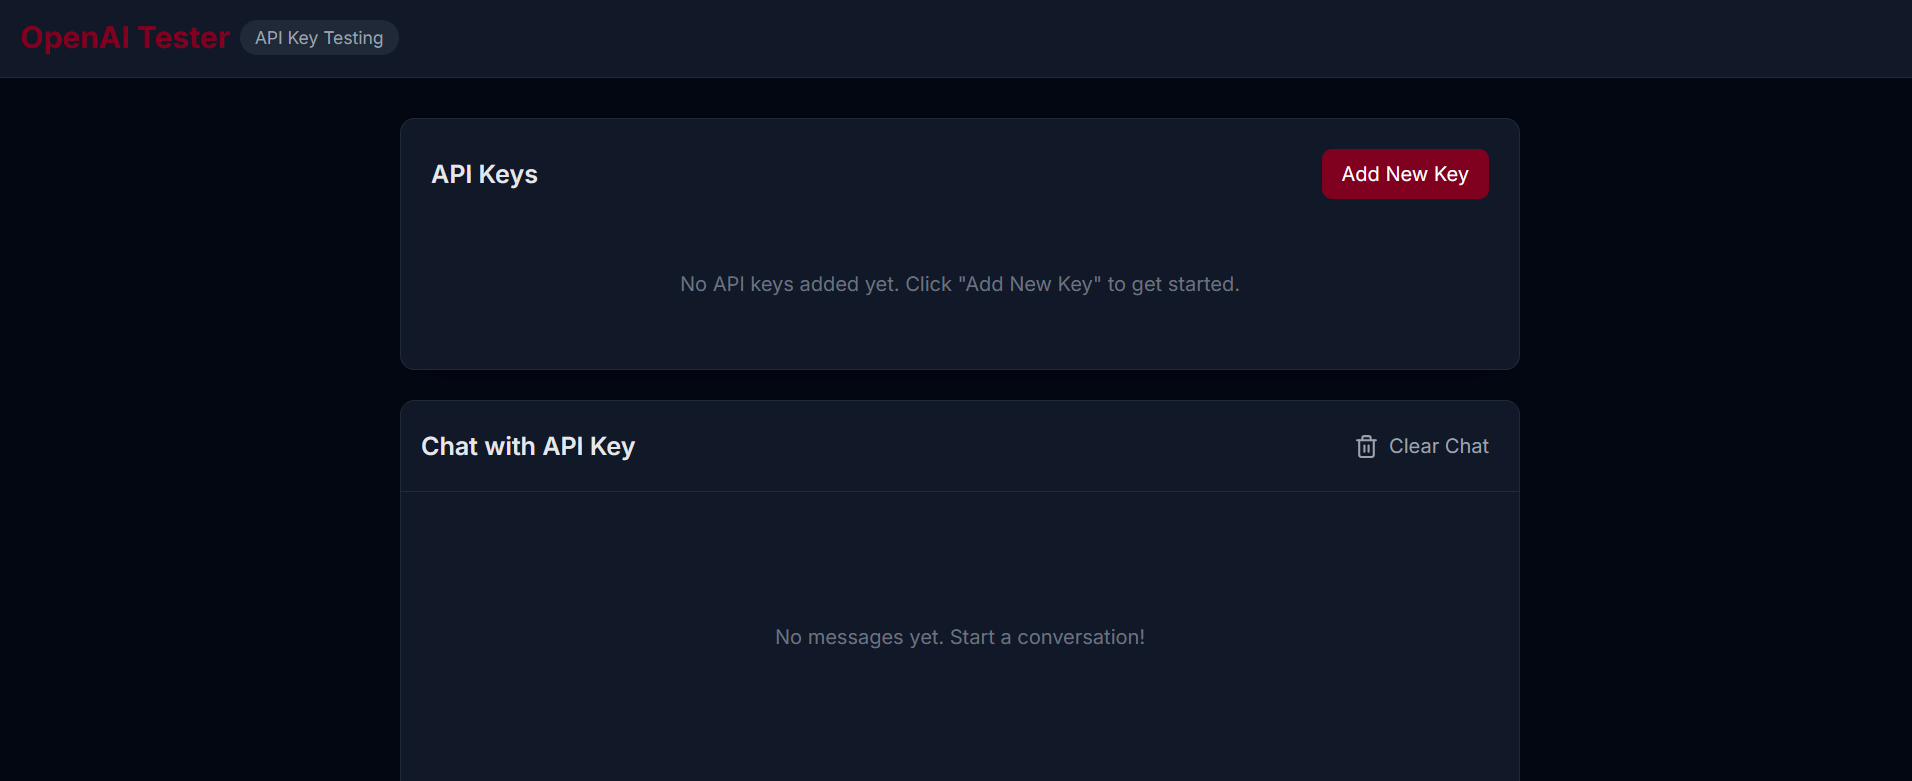 OpenAI Tester API Key Testing
API Keys
Add New Key
No API keys added yet. Click "Add New Key" to get started.
Chat with API Key
Clear Chat
No messages yet. Start a conversation!